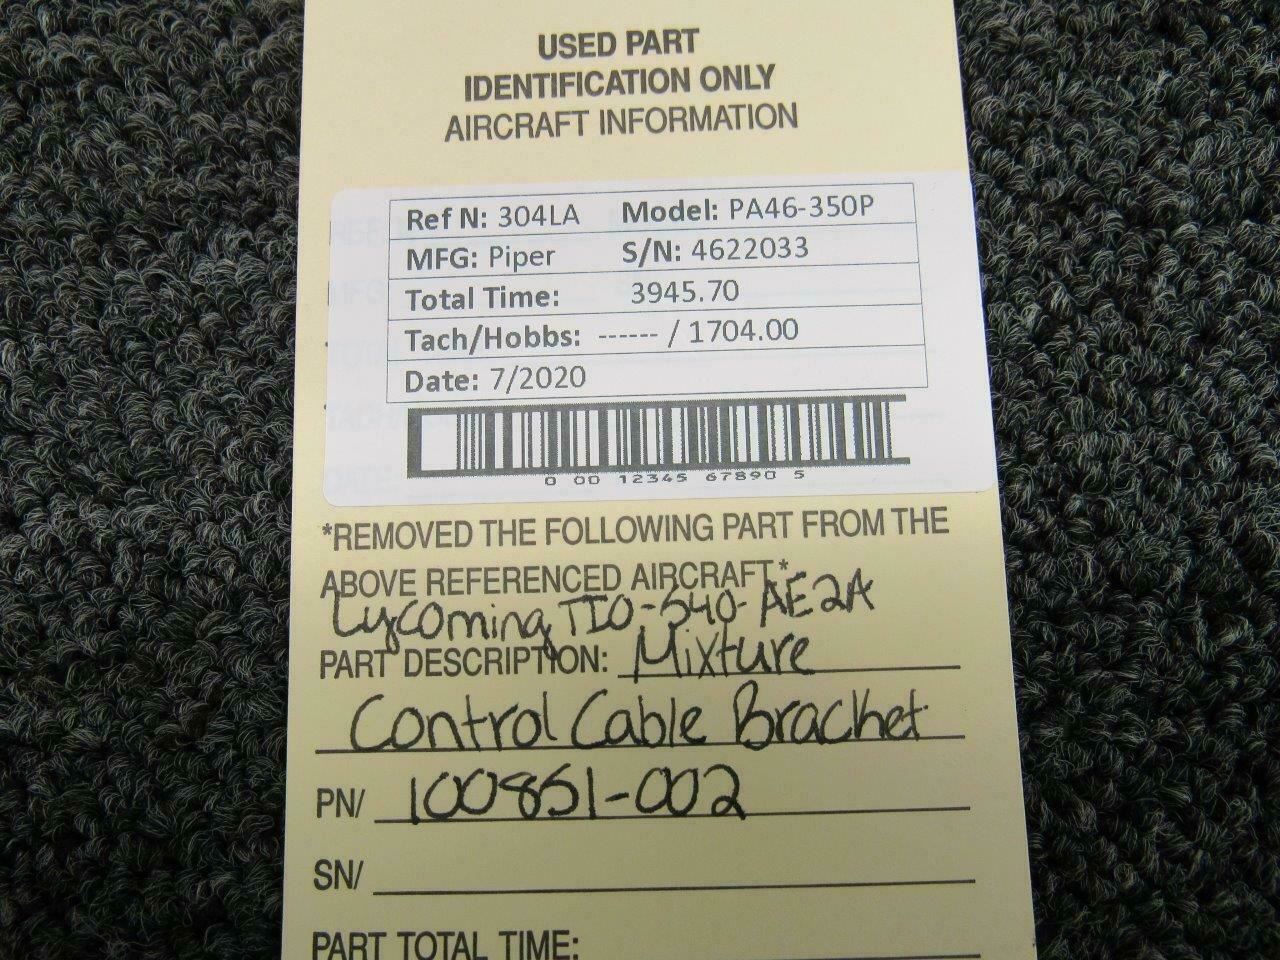 USED PART
IDENTIFICATION ONLY
AIRCRAFT INFORMATION
Ref N: 304LA Model: PA46-350P
MFG: Piper S/N: 4622033
Total Time: 3945.70
Tach/Hobbs: ------ / 1704.00
Date: 7/2020
0 00 12345 67890 5
*REMOVED THE FOLLOWING PART FROM THE
ABOVE REFERENCED AIRCRAFT*
Lycoming TIO-540-AE2A
PART DESCRIPTION: Mixture
Control Cable Bracket
PN/ 100851-002
SN/
PART TOTAL TIME: